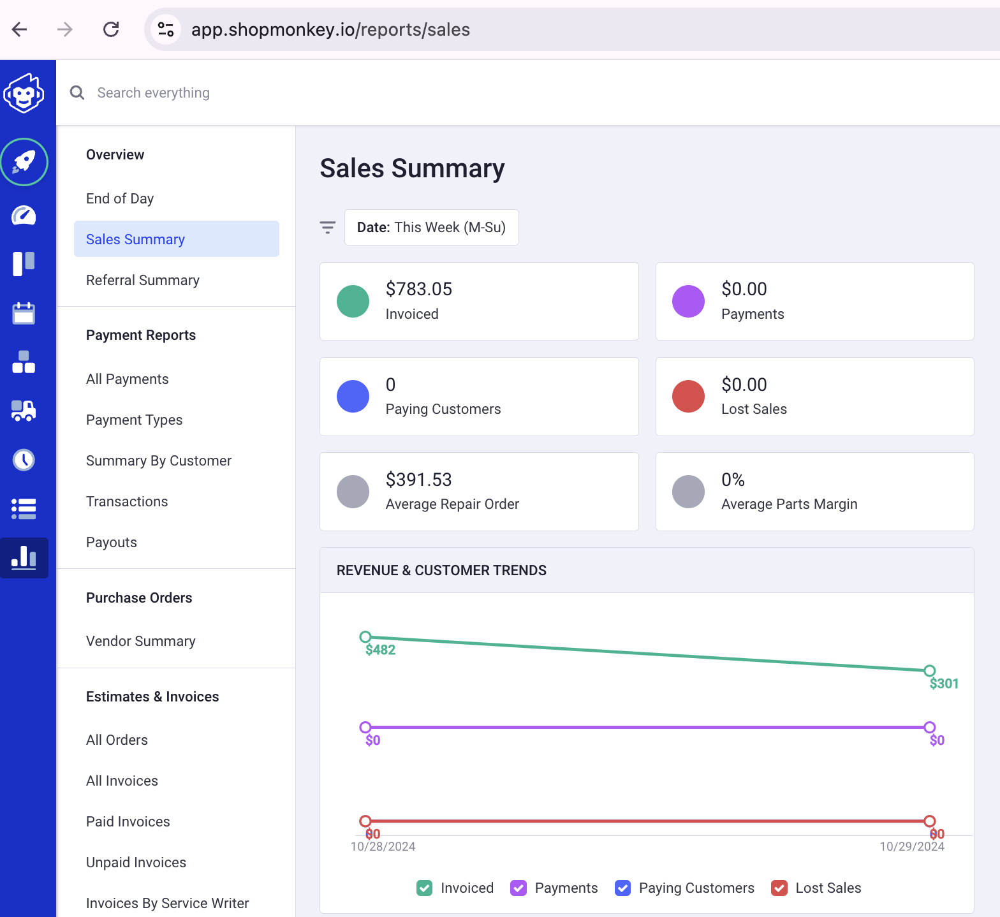 app.shopmonkey.io/reports/sales
Search everything
Overview
End of Day
Sales Summary
Referral Summary
Payment Reports
All Payments
Payment Types
Summary By Customer
Transactions
Payouts
Purchase Orders
Vendor Summary
Estimates & Invoices
All Orders
All Invoices
Paid Invoices
Unpaid Invoices
Invoices By Service Writer
Sales Summary
Date: This Week (M-Su)
$783.05
Invoiced
$0.00
Payments
0
Paying Customers
$0.00
Lost Sales
$391.53
Average Repair Order
0%
Average Parts Margin
REVENUE & CUSTOMER TRENDS
$482
$301
$0
$0
$0
$0
10/28/2024
10/29/2024
Invoiced
Payments
Paying Customers
Lost Sales